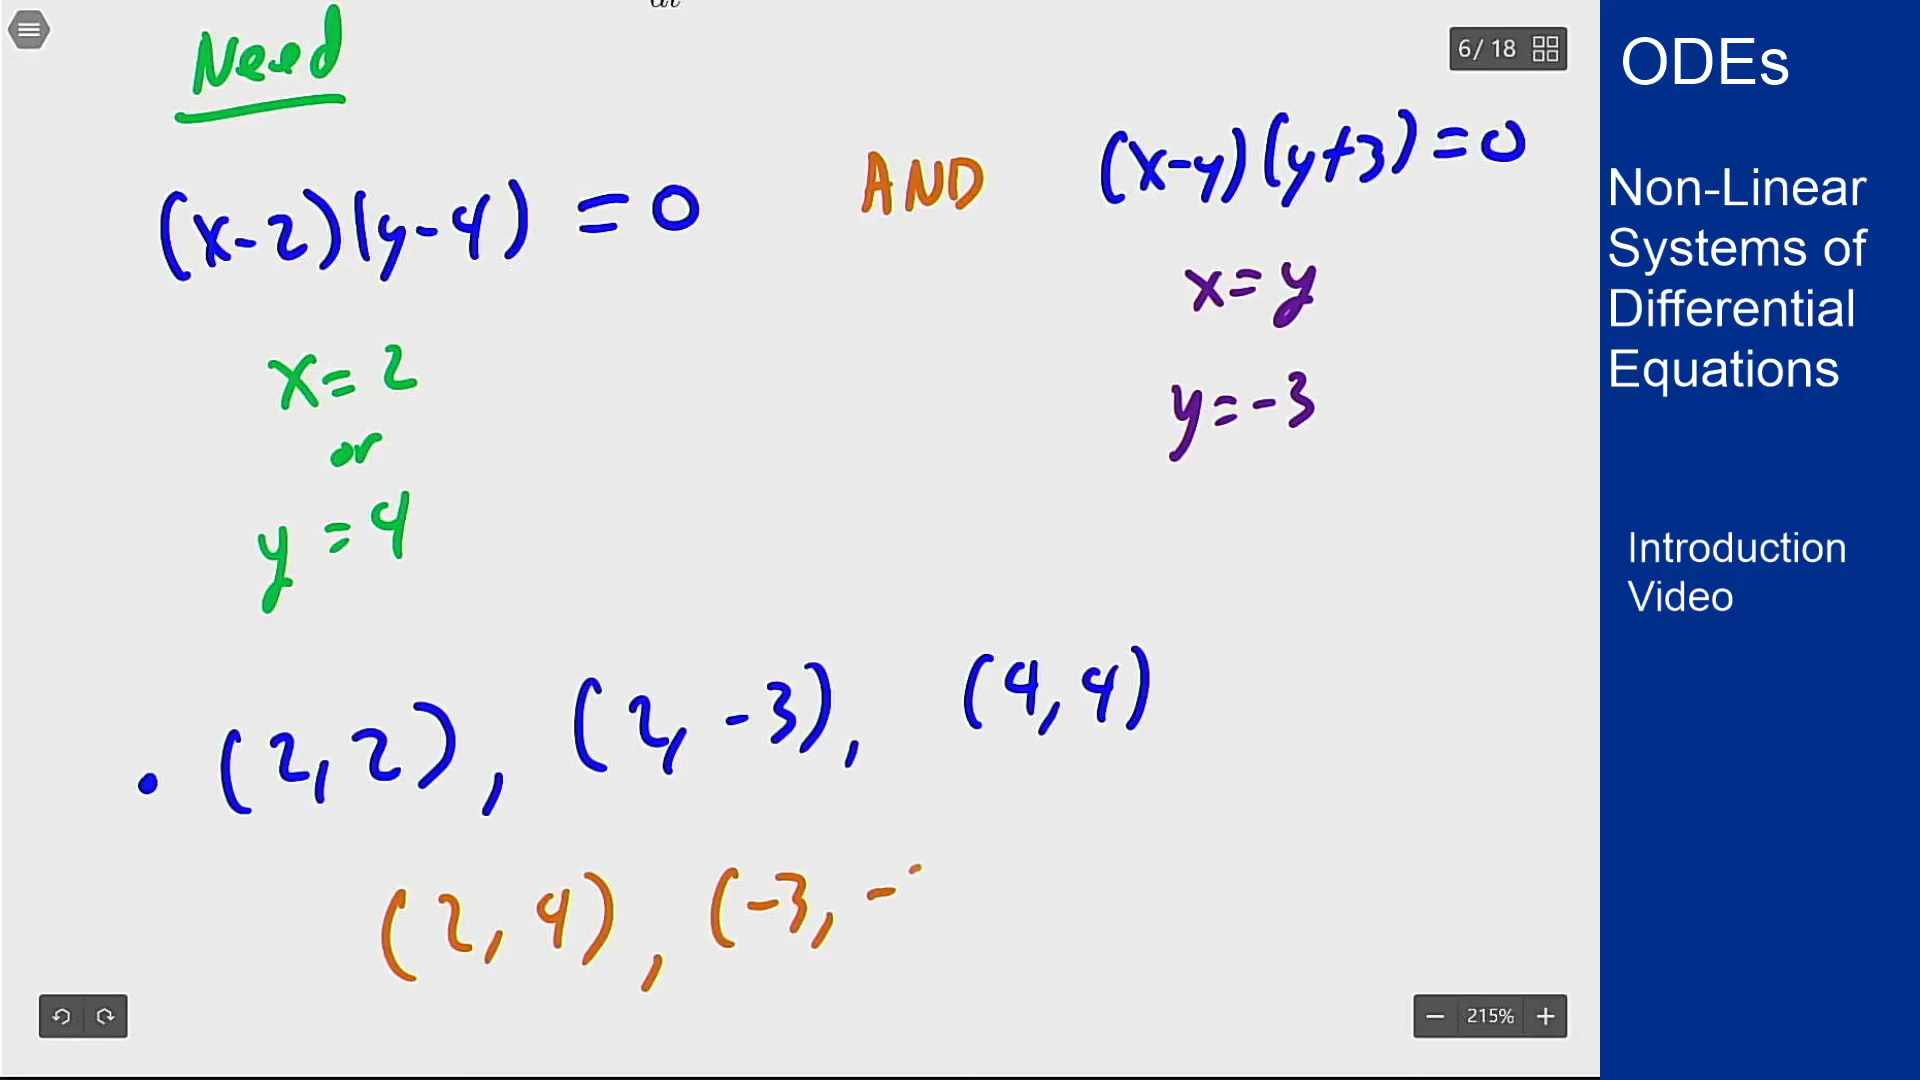 Need
(x-2)(y-4) = 0 AND (x-y)(y+3) = 0
x = y
x = 2
y = -3
or
y = 4
• (2,2), (2,-3), (4,4)
(2,4), (-3, -
6 / 18
215%
ODEs
Non-Linear
Systems of
Differential
Equations
Introduction
Video